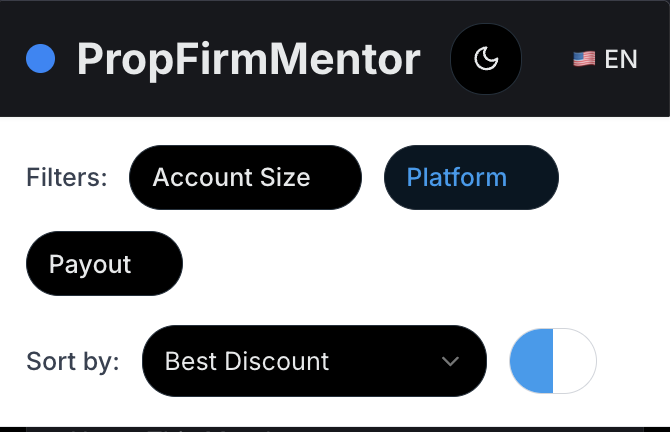 PropFirmMentor
🇺🇸 EN
Filters:
Account Size
Platform
Payout
Sort by:
Best Discount